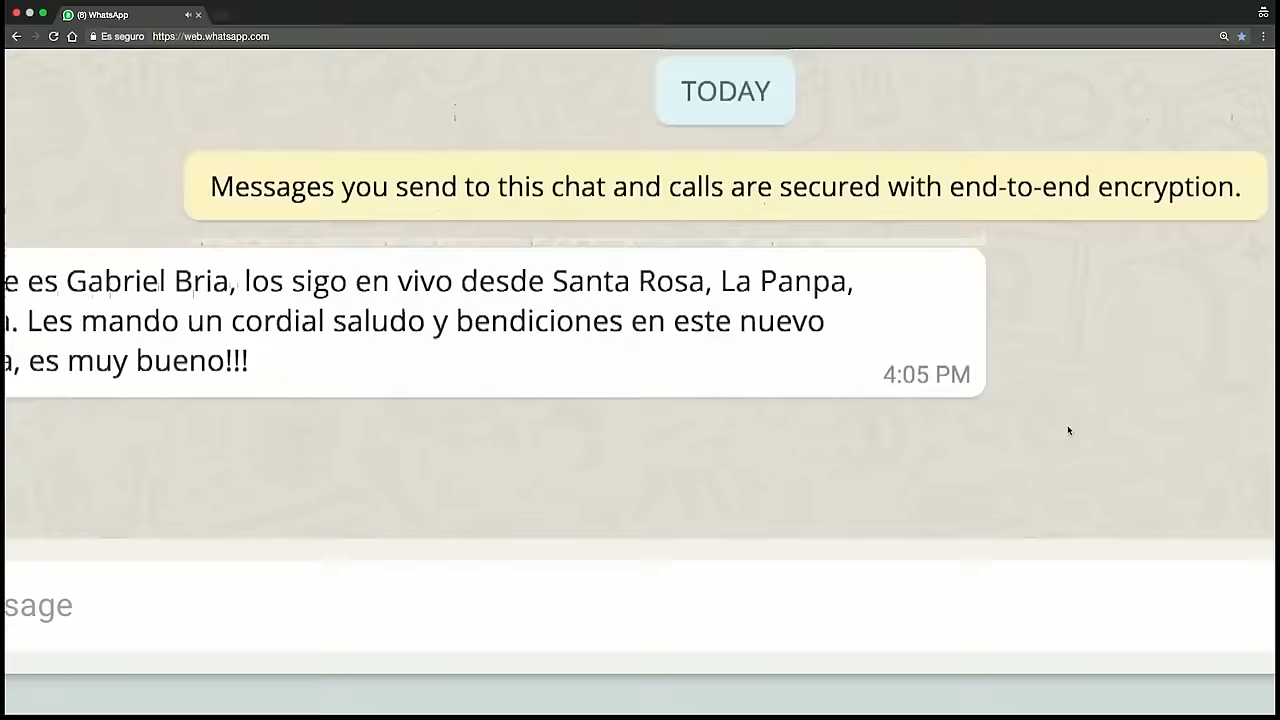 (6) WhatsApp
Es seguro https://web.whatsapp.com
TODAY
Messages you send to this chat and calls are secured with end-to-end encryption.
e es Gabriel Bria, los sigo en vivo desde Santa Rosa, La Panpa,
. Les mando un cordial saludo y bendiciones en este nuevo
a, es muy bueno!!!
4:05 PM
sage